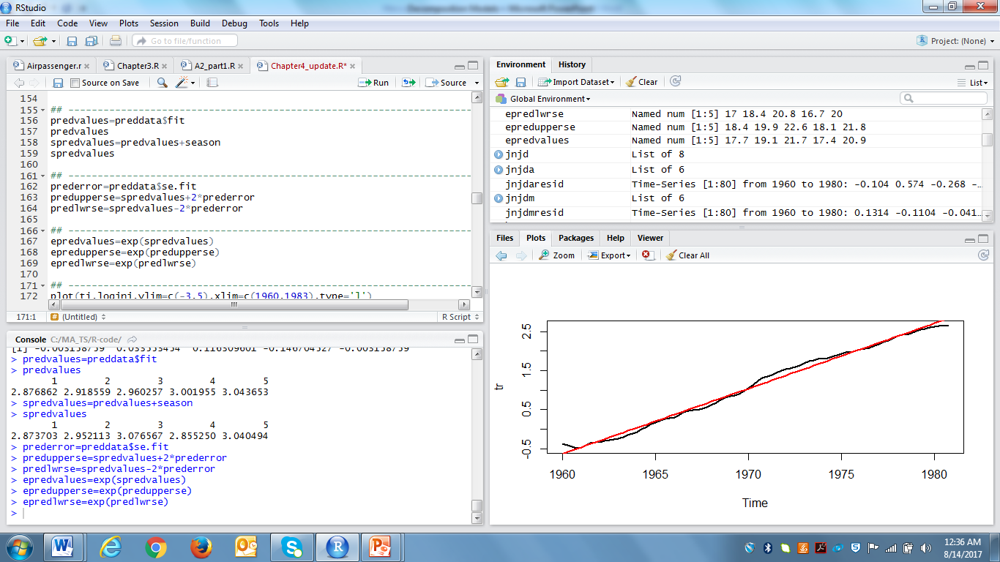 RStudio
Decomposition Models - Microsoft PowerPoint
File Edit Code View Plots Session Build Debug Tools Help
Go to file/function
Project: (None)
Airpassenger.r
Chapter3.R
A2_part1.R
Chapter4_update.R*
Source on Save
Run
Source
154
155 ## ----------------------------------------------------------------------
156 predvalues=preddata$fit
157 predvalues
158 spredvalues=predvalues+season
159 spredvalues
160
161 ## ----------------------------------------------------------------------
162 prederror=preddata$se.fit
163 predupperse=spredvalues+2*prederror
164 predlwrse=spredvalues-2*prederror
165
166 ## ----------------------------------------------------------------------
167 epredvalues=exp(spredvalues)
168 epredupperse=exp(predupperse)
169 epredlwrse=exp(predlwrse)
170
171 ## ----------------------------------------------------------------------
172 plot(tj,logjnj,ylim=c(-3,5),xlim=c(1960,1983),type='l')
171:1 # (Untitled) R Script
Console C:/MA_TS/R-code/
[1] -0.003158759 0.033553454 0.116309601 -0.146704527 -0.003158759
> predvalues=preddata$fit
> predvalues
1 2 3 4 5
2.876862 2.918559 2.960257 3.001955 3.043653
> spredvalues=predvalues+season
> spredvalues
1 2 3 4 5
2.873703 2.952113 3.076567 2.855250 3.040494
> prederror=preddata$se.fit
> predupperse=spredvalues+2*prederror
> predlwrse=spredvalues-2*prederror
> epredvalues=exp(spredvalues)
> epredupperse=exp(predupperse)
> epredlwrse=exp(predlwrse)
>
Environment History
Import Dataset Clear List
Global Environment
epredlwrse Named num [1:5] 17 18.4 20.8 16.7 20
epredupperse Named num [1:5] 18.4 19.9 22.6 18.1 21.8
epredvalues Named num [1:5] 17.7 19.1 21.7 17.4 20.9
jnjd List of 8
jnjda List of 6
jnjdaresid Time-Series [1:80] from 1960 to 1980: -0.104 0.574 -0.268 -…
jnjdm List of 6
jnjdmresid Time-Series [1:80] from 1960 to 1980: 0.1314 -0.1104 -0.041…
Files Plots Packages Help Viewer
Zoom Export Clear All
tr
2.5
1.5
0.5
-0.5
1960 1965 1970 1975 1980
Time
12:36 AM
8/14/2017